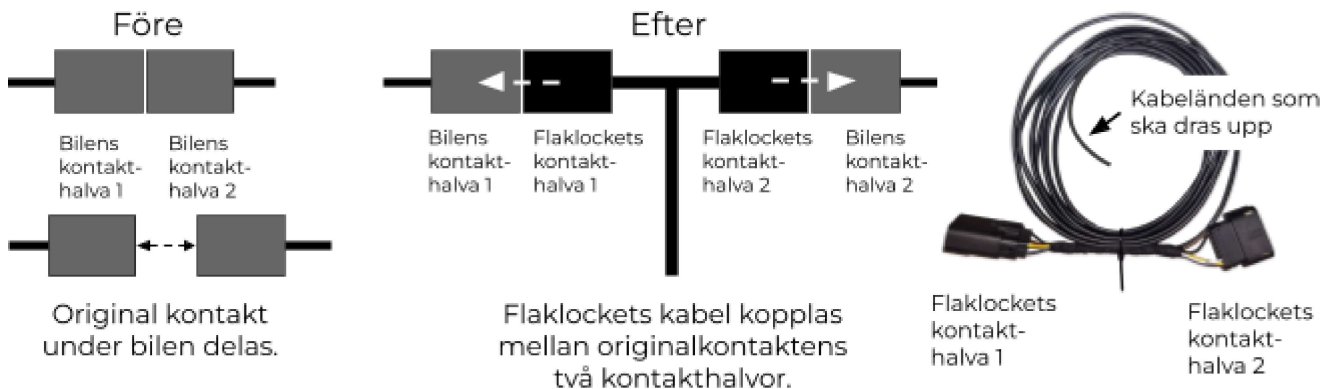 Före
Bilens
kontakt-
halva 1
Bilens
kontakt-
halva 2
Original kontakt
under bilen delas.
Efter
Bilens
kontakt-
halva 1
Flaklockets
kontakt-
halva 1
Flaklockets
kontakt-
halva 2
Bilens
kontakt-
halva 2
Flaklockets kabel kopplas
mellan originalkontaktens
två kontakthalvor.
Kabeländen som
ska dras upp
Flaklockets
kontakt-
halva 1
Flaklockets
kontakt-
halva 2